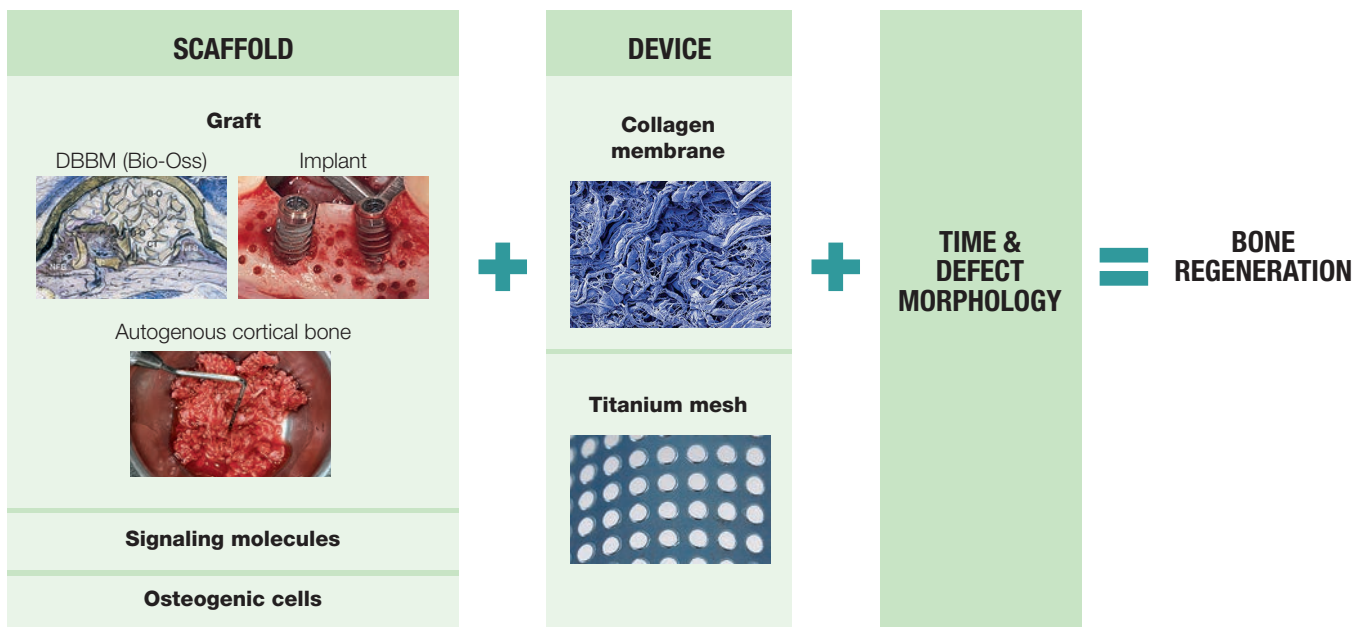 SCAFFOLD
Graft
DBBM (Bio-Oss)
Implant
Autogenous cortical bone
Signaling molecules
Osteogenic cells
DEVICE
Collagen
membrane
Titanium mesh
TIME &
DEFECT
MORPHOLOGY
BONE
REGENERATION